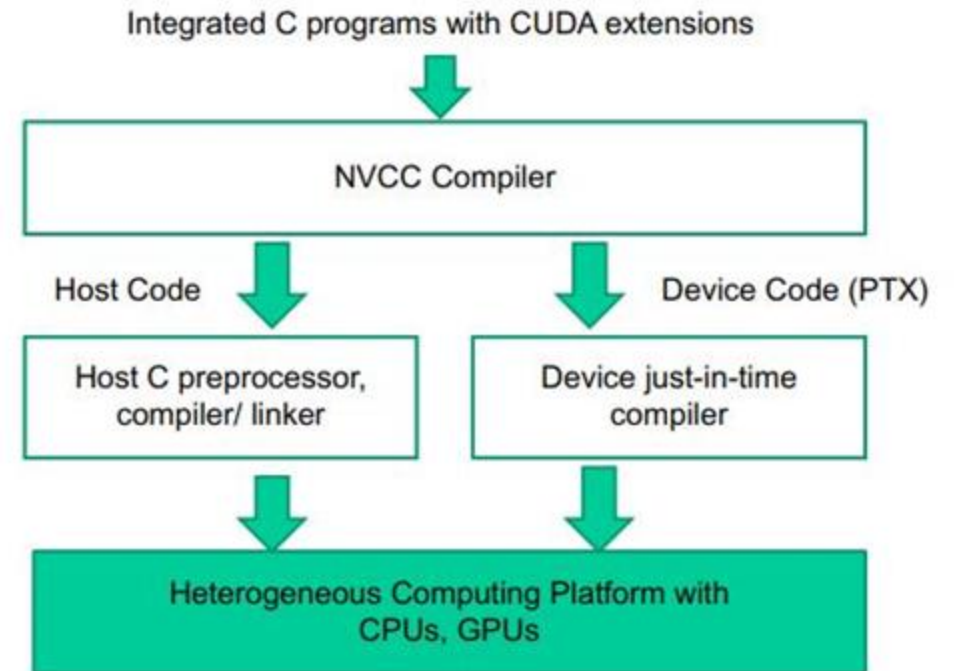 Integrated C programs with CUDA extensions
NVCC Compiler
Host Code
Device Code (PTX)
Host C preprocessor,
compiler/ linker
Device just-in-time
compiler
Heterogeneous Computing Platform with
CPUs, GPUs